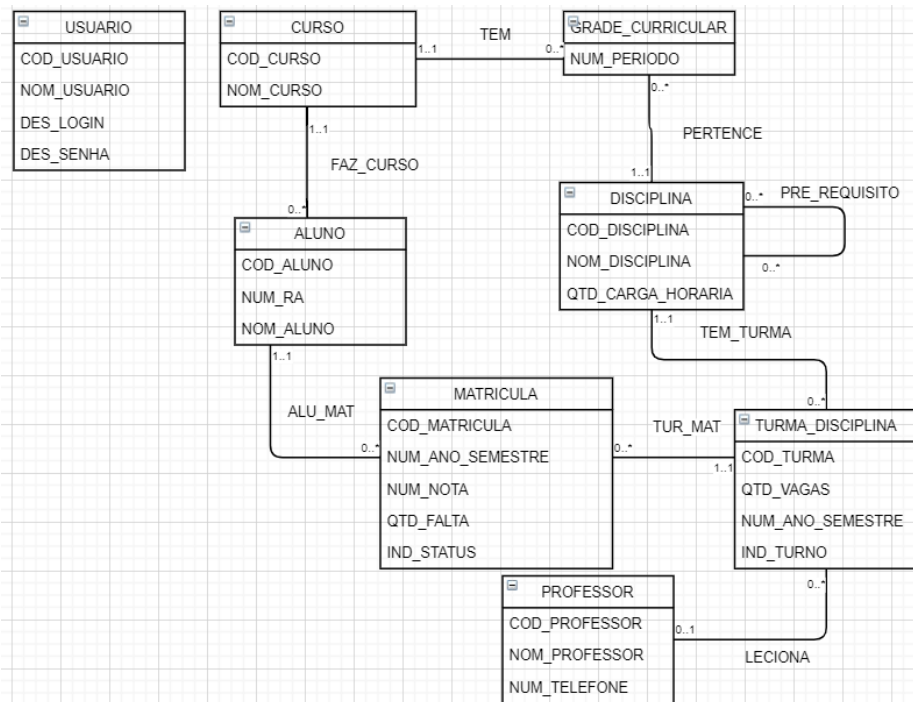 USUARIO
COD_USUARIO
NOM_USUARIO
DES_LOGIN
DES_SENHA
CURSO
COD_CURSO
NOM_CURSO
1..1
TEM
0..*
GRADE_CURRICULAR
NUM_PERIODO
1..1
FAZ_CURSO
0..*
0..*
PERTENCE
1..1
ALUNO
COD_ALUNO
NUM_RA
NOM_ALUNO
DISCIPLINA
COD_DISCIPLINA
NOM_DISCIPLINA
QTD_CARGA_HORARIA
0..*
PRE_REQUISITO
0..*
1..1
TEM_TURMA
0..*
1..1
ALU_MAT
0..*
MATRICULA
COD_MATRICULA
NUM_ANO_SEMESTRE
NUM_NOTA
QTD_FALTA
IND_STATUS
0..*
TUR_MAT
1..1
TURMA_DISCIPLINA
COD_TURMA
QTD_VAGAS
NUM_ANO_SEMESTRE
IND_TURNO
0..*
PROFESSOR
COD_PROFESSOR
NOM_PROFESSOR
NUM_TELEFONE
0..1
LECIONA